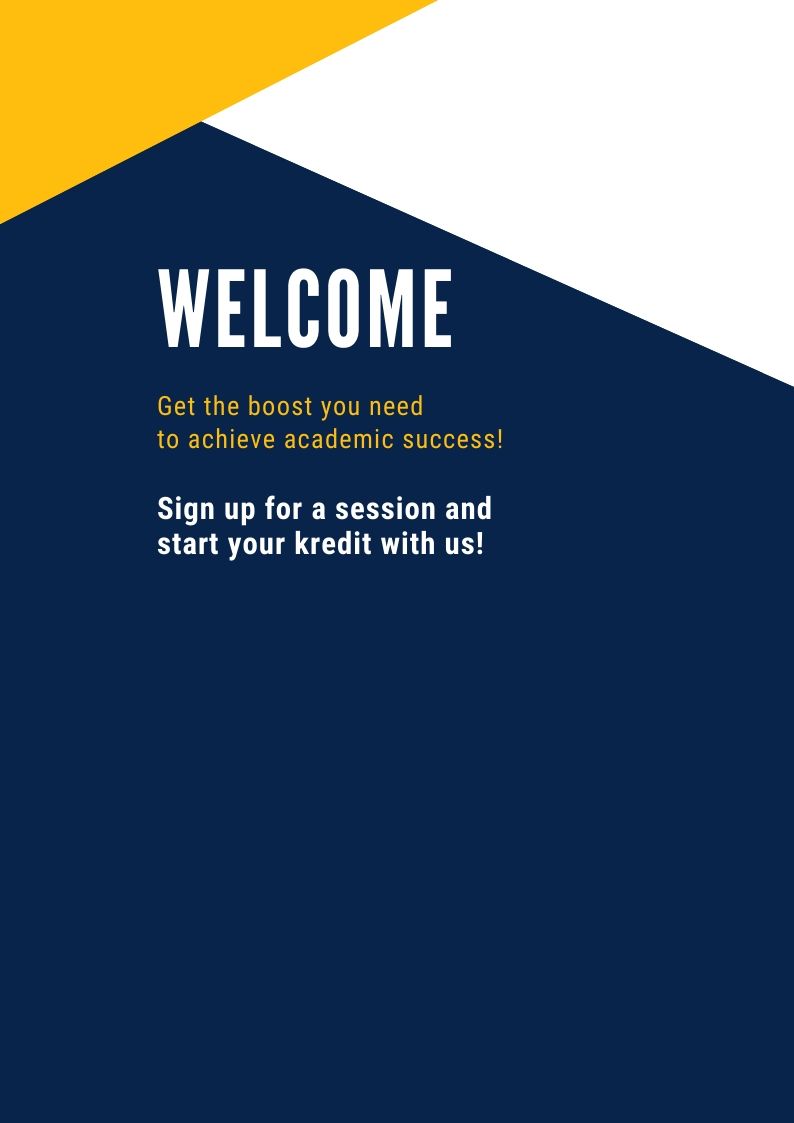 WELCOME
Get the boost you need
to achieve academic success!
Sign up for a session and
start your kredit with us!